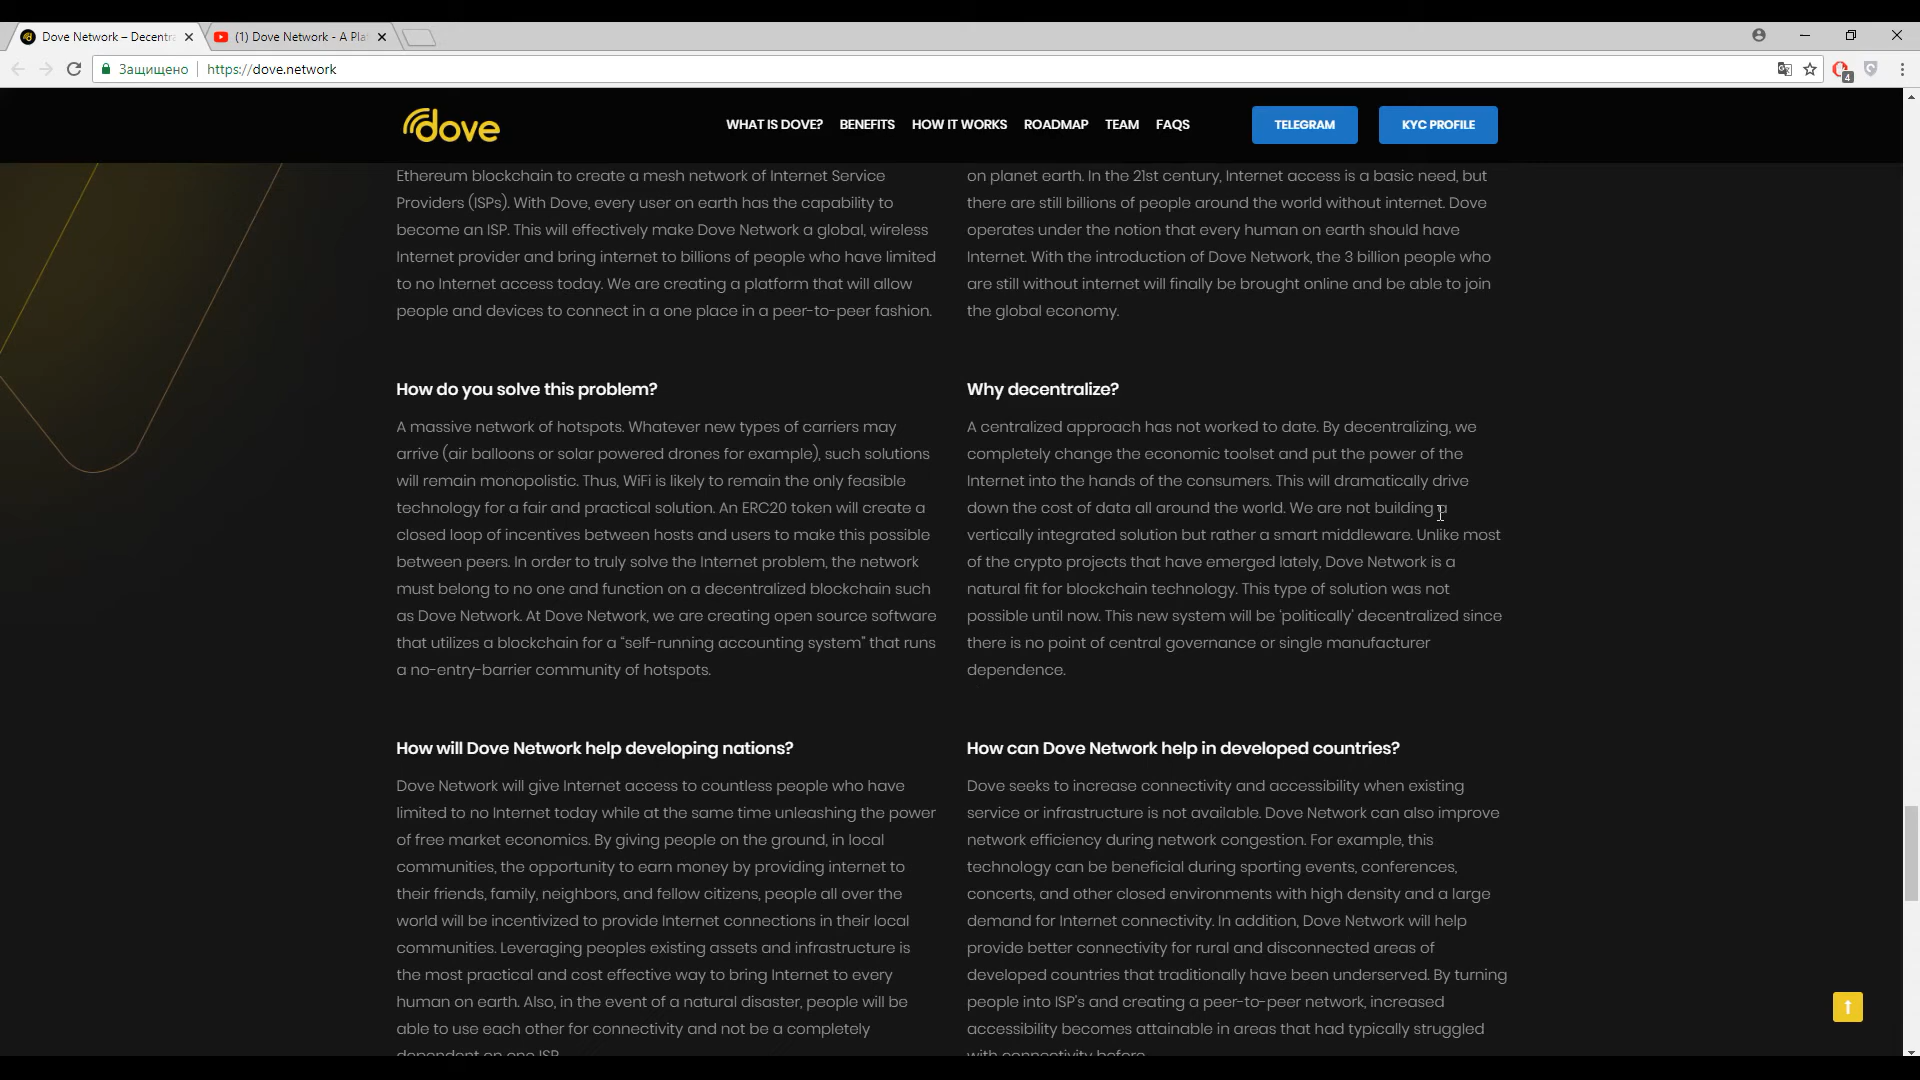 Dove Network – Decentra
(1) Dove Network - A Pla
Защищено
https://dove.network
4
dove
WHAT IS DOVE?
BENEFITS
HOW IT WORKS
ROADMAP
TEAM
FAQS
TELEGRAM
KYC PROFILE
Ethereum blockchain to create a mesh network of Internet Service
Providers (ISPs). With Dove, every user on earth has the capability to
become an ISP. This will effectively make Dove Network a global, wireless
Internet provider and bring internet to billions of people who have limited
to no Internet access today. We are creating a platform that will allow
people and devices to connect in a one place in a peer-to-peer fashion.
on planet earth. In the 21st century, Internet access is a basic need, but
there are still billions of people around the world without internet. Dove
operates under the notion that every human on earth should have
Internet. With the introduction of Dove Network, the 3 billion people who
are still without internet will finally be brought online and be able to join
the global economy.
How do you solve this problem?
A massive network of hotspots. Whatever new types of carriers may
arrive (air balloons or solar powered drones for example), such solutions
will remain monopolistic. Thus, WiFi is likely to remain the only feasible
technology for a fair and practical solution. An ERC20 token will create a
closed loop of incentives between hosts and users to make this possible
between peers. In order to truly solve the Internet problem, the network
must belong to no one and function on a decentralized blockchain such
as Dove Network. At Dove Network, we are creating open source software
that utilizes a blockchain for a “self-running accounting system” that runs
a no-entry-barrier community of hotspots.
Why decentralize?
A centralized approach has not worked to date. By decentralizing, we
completely change the economic toolset and put the power of the
Internet into the hands of the consumers. This will dramatically drive
down the cost of data all around the world. We are not building a
vertically integrated solution but rather a smart middleware. Unlike most
of the crypto projects that have emerged lately, Dove Network is a
natural fit for blockchain technology. This type of solution was not
possible until now. This new system will be ‘politically’ decentralized since
there is no point of central governance or single manufacturer
dependence.
How will Dove Network help developing nations?
Dove Network will give Internet access to countless people who have
limited to no Internet today while at the same time unleashing the power
of free market economics. By giving people on the ground, in local
communities, the opportunity to earn money by providing internet to
their friends, family, neighbors, and fellow citizens, people all over the
world will be incentivized to provide Internet connections in their local
communities. Leveraging peoples existing assets and infrastructure is
the most practical and cost effective way to bring Internet to every
human on earth. Also, in the event of a natural disaster, people will be
able to use each other for connectivity and not be a completely
dependent on one ISP.
How can Dove Network help in developed countries?
Dove seeks to increase connectivity and accessibility when existing
service or infrastructure is not available. Dove Network can also improve
network efficiency during network congestion. For example, this
technology can be beneficial during sporting events, conferences,
concerts, and other closed environments with high density and a large
demand for Internet connectivity. In addition, Dove Network will help
provide better connectivity for rural and disconnected areas of
developed countries that traditionally have been underserved. By turning
people into ISP's and creating a peer-to-peer network, increased
accessibility becomes attainable in areas that had typically struggled
with connectivity before.